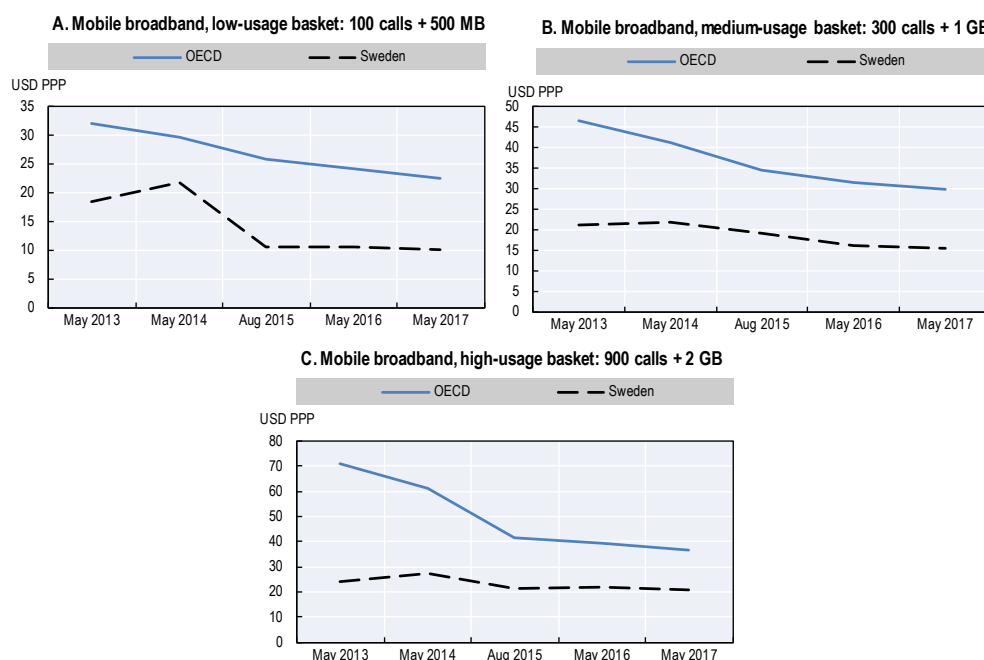 A. Mobile broadband, low-usage basket: 100 calls + 500 MB
OECD Sweden
USD PPP
35
30
25
20
15
10
5
0
May 2013 May 2014 Aug 2015 May 2016 May 2017
B. Mobile broadband, medium-usage basket: 300 calls + 1 GB
OECD Sweden
USD PPP
50
45
40
35
30
25
20
15
10
5
0
May 2013 May 2014 Aug 2015 May 2016 May 2017
C. Mobile broadband, high-usage basket: 900 calls + 2 GB
OECD Sweden
USD PPP
80
70
60
50
40
30
20
10
0
May 2013 May 2014 Aug 2015 May 2016 May 2017